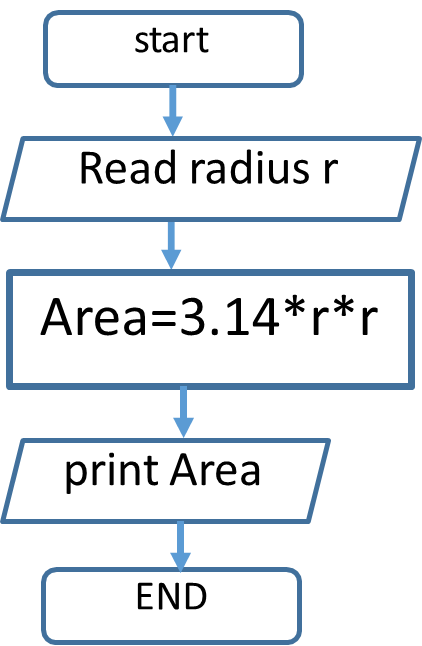 start
Read radius r
Area=3.14*r*r
print Area
END